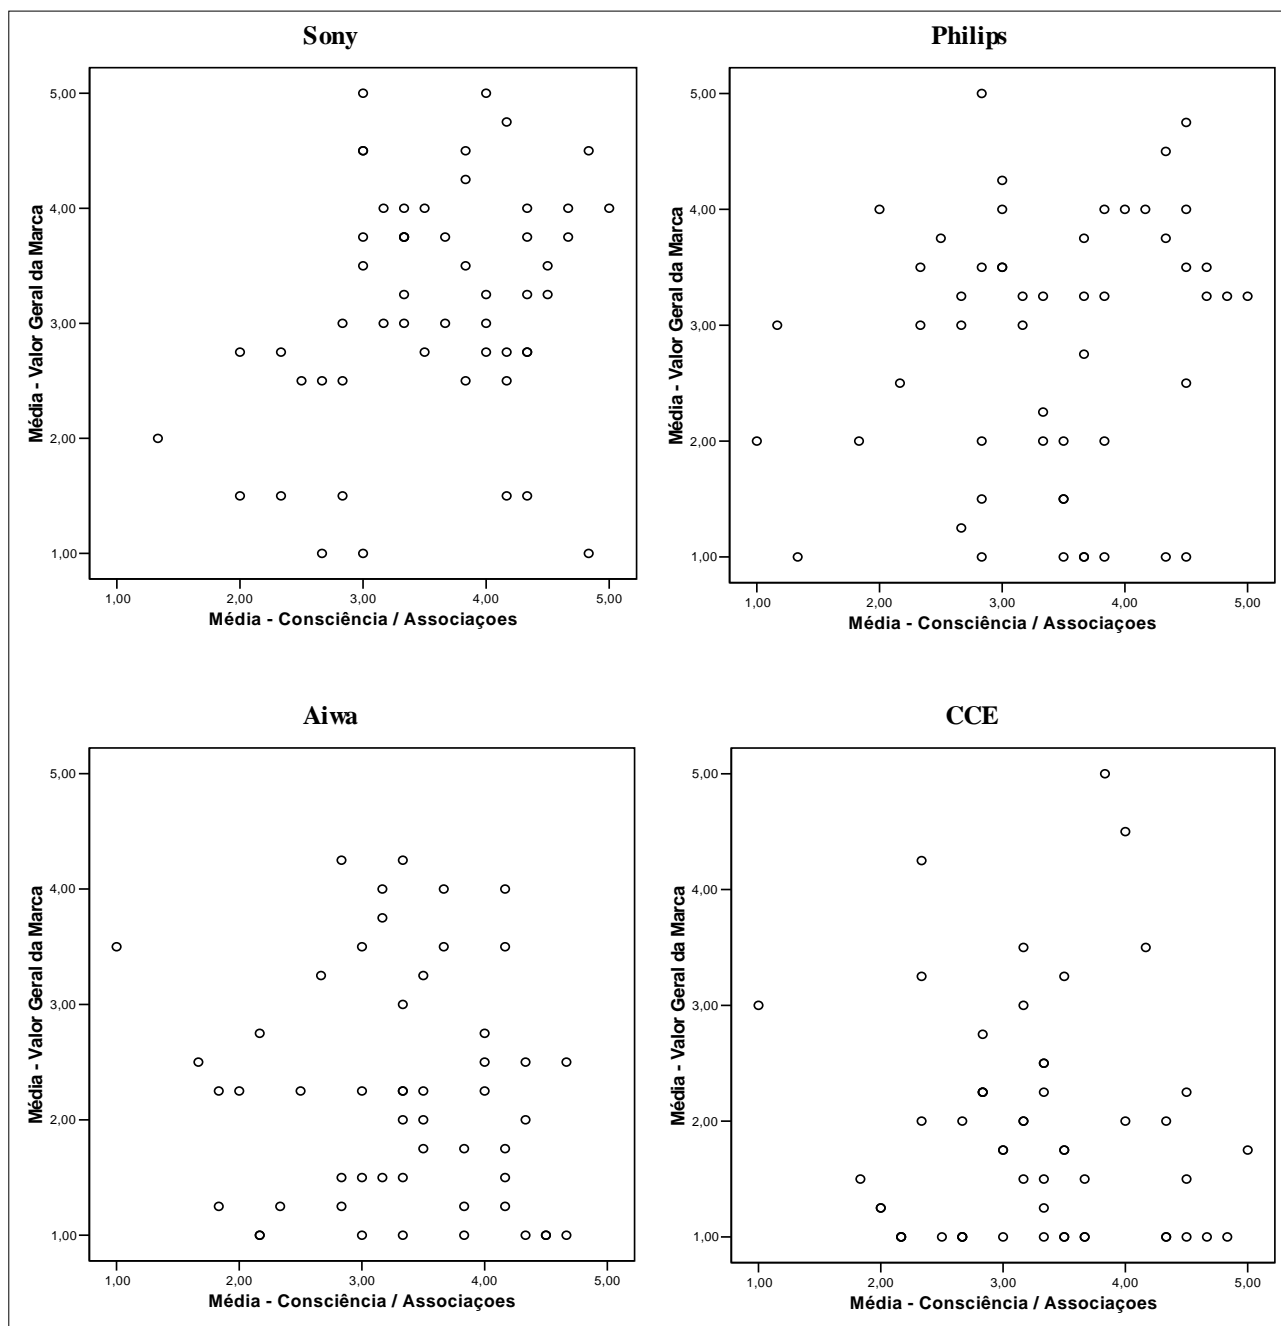 Sony
5,00
4,00
3,00
2,00
1,00
Média - Valor Geral da Marca
1,00 2,00 3,00 4,00 5,00
Média - Consciência / Associaçoes
Philips
5,00
4,00
3,00
2,00
1,00
Média - Valor Geral da Marca
1,00 2,00 3,00 4,00 5,00
Média - Consciência / Associaçoes
Aiwa
5,00
4,00
3,00
2,00
1,00
Média - Valor Geral da Marca
1,00 2,00 3,00 4,00 5,00
Média - Consciência / Associaçoes
CCE
5,00
4,00
3,00
2,00
1,00
Média - Valor Geral da Marca
1,00 2,00 3,00 4,00 5,00
Média - Consciência / Associaçoes